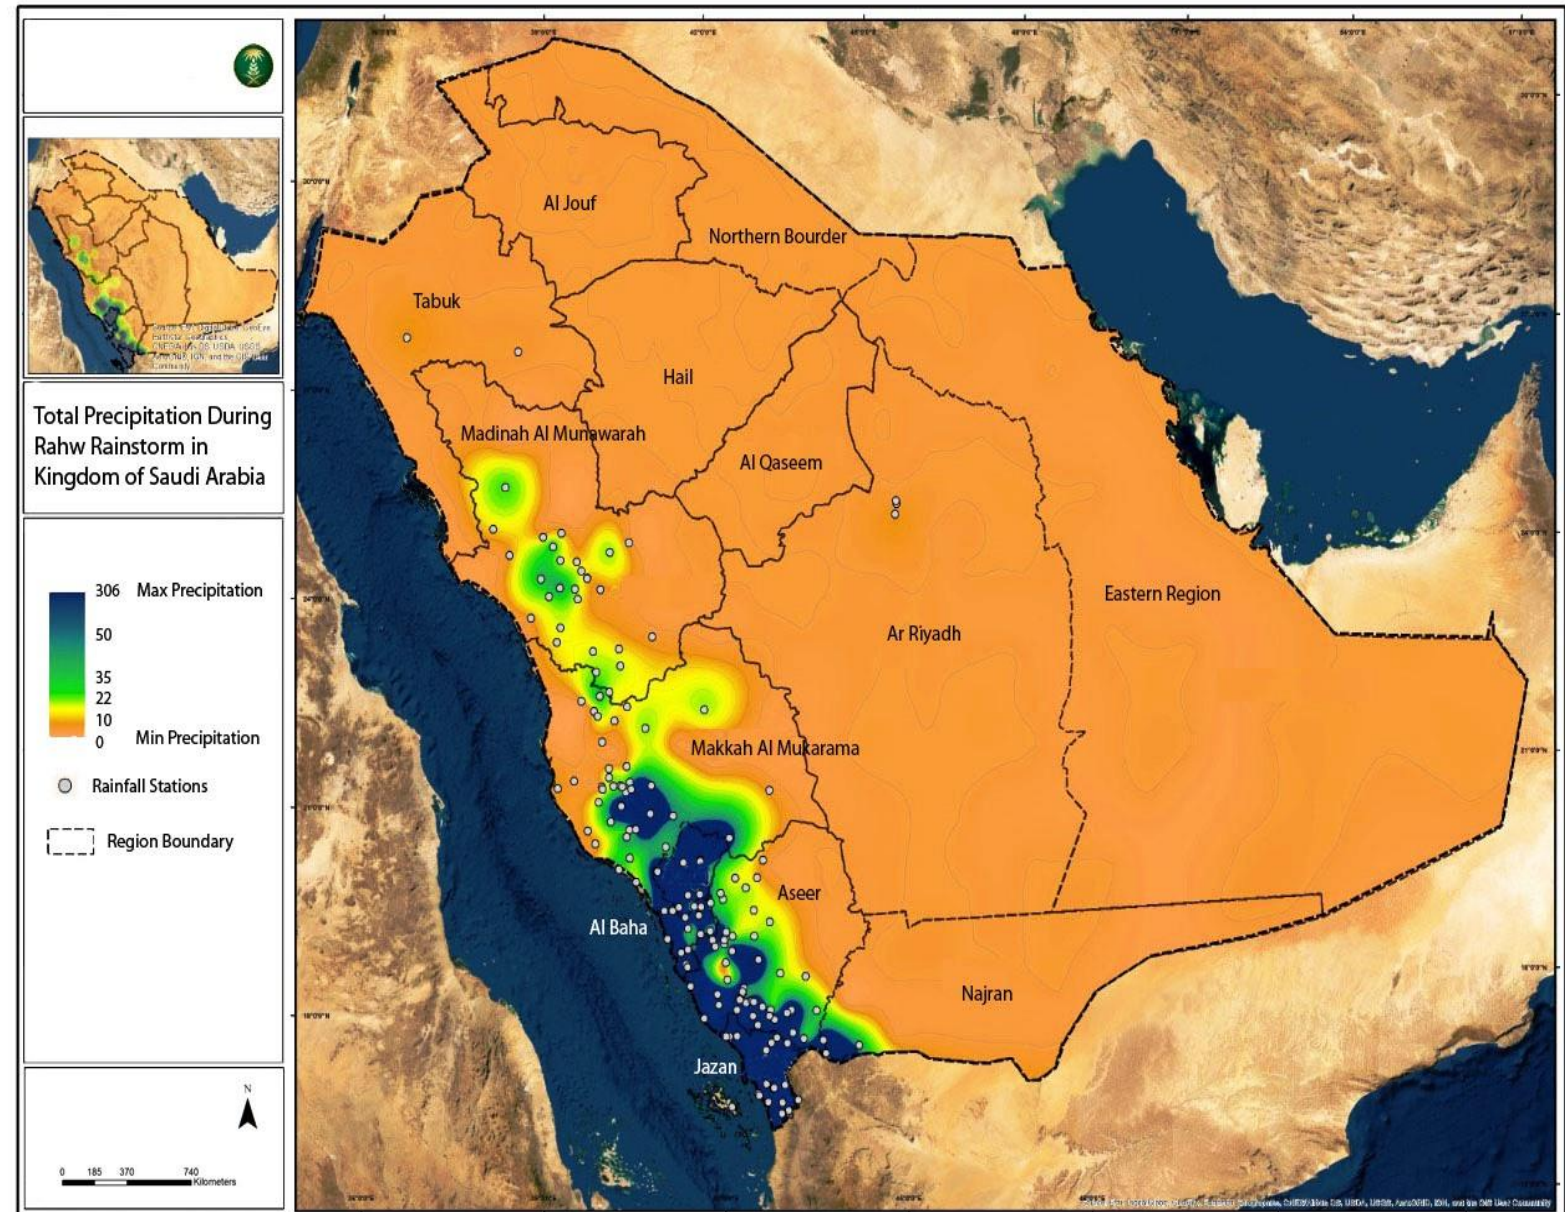 Total Precipitation During
Rahw Rainstorm in
Kingdom of Saudi Arabia
306 Max Precipitation
50
35
22
10
0 Min Precipitation
Rainfall Stations
Region Boundary
N
0 185 370 740
Kilometers
Al Jouf
Northern Bourder
Tabuk
Hail
Madinah Al Munawarah
Al Qaseem
Eastern Region
Ar Riyadh
Makkah Al Mukarama
Aseer
Al Baha
Najran
Jazan